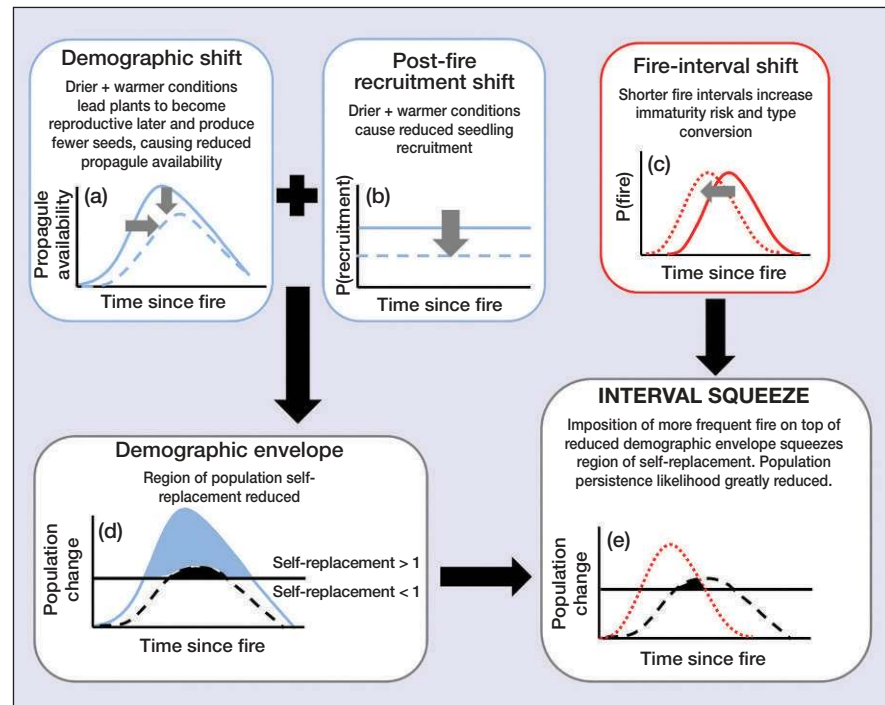 Demographic shift
Drier + warmer conditions
lead plants to become
reproductive later and produce
fewer seeds, causing reduced
propagule availability
(a)
Propagule
availability
Time since fire
Post-fire
recruitment shift
Drier + warmer conditions
cause reduced seedling
recruitment
(b)
P(recruitment)
Time since fire
Fire-interval shift
Shorter fire intervals increase
immaturity risk and type
conversion
(c)
P(fire)
Time since fire
Demographic envelope
Region of population self-
replacement reduced
(d)
Population
change
Self-replacement > 1
Self-replacement < 1
Time since fire
INTERVAL SQUEEZE
Imposition of more frequent fire on top of
reduced demographic envelope squeezes
region of self-replacement. Population
persistence likelihood greatly reduced.
(e)
Population
change
Time since fire